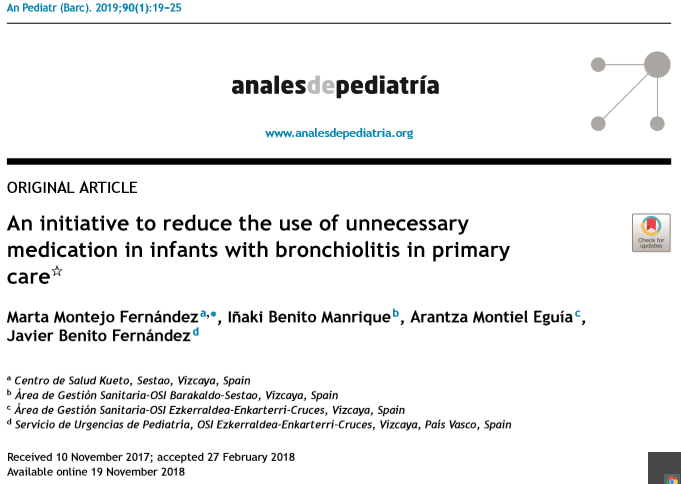 An Pediatr (Barc). 2019;90(1):19−25
analesdepediatría
www.analesdepediatria.org
ORIGINAL ARTICLE
An initiative to reduce the use of unnecessary
medication in infants with bronchiolitis in primary
care☆
Check for
updates
Marta Montejo Fernández a,*, Iñaki Benito Manrique b, Arantza Montiel Eguía c,
Javier Benito Fernández d
a Centro de Salud Kueto, Sestao, Vizcaya, Spain
b Área de Gestión Sanitaria-OSI Barakaldo-Sestao, Vizcaya, Spain
c Área de Gestión Sanitaria-OSI Ezkerraldea-Enkarterri-Cruces, Vizcaya, Spain
d Servicio de Urgencias de Pediatría, OSI Ezkerraldea-Enkarterri-Cruces, Vizcaya, País Vasco, Spain
Received 10 November 2017; accepted 27 February 2018
Available online 19 November 2018